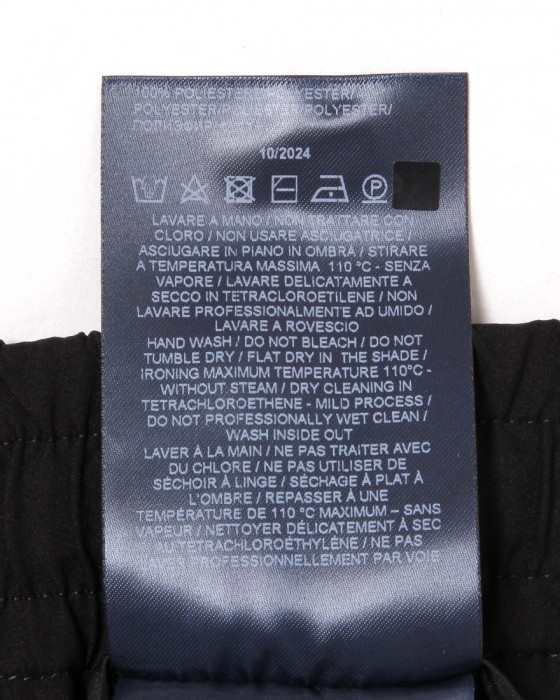 100% POLIESTERE/
POLYESTER/POLYESTER/POLYESTER/
10/2024
P
LAVARE A MANO / NON TRATTARE CON
CLORO / NON USARE ASCIUGATRICE /
ASCIUGARE IN PIANO IN OMBRA / STIRARE
A TEMPERATURA MASSIMA 110°C - SENZA
VAPORE / LAVARE DELICATAMENTE A
SECCO IN TETRACLOROETILENE / NON
LAVARE PROFESSIONALMENTE AD UMIDO /
LAVARE A ROVESCIO
HAND WASH / DO NOT BLEACH / DO NOT
TUMBLE DRY / FLAT DRY IN THE SHADE /
IRONING MAXIMUM TEMPERATURE 110°C -
WITHOUT STEAM / DRY CLEANING IN
TETRACHLOROETHENE - MILD PROCESS /
DO NOT PROFESSIONALLY WET CLEAN /
WASH INSIDE OUT
LAVER À LA MAIN / NE PAS TRAITER AVEC
DU CHLORE / NE PAS UTILISER DE
SÉCHOIR À LINGE / SÉCHAGE À PLAT À
L'OMBRE / REPASSER À UNE
TEMPÉRATURE DE 110°C MAXIMUM – SANS
VAPEUR / NETTOYER DÉLICATEMENT À SEC
AU TÉTRACHLOROÉTHYLÈNE / NE PAS
LAVER PROFESSIONNELLEMENT PAR VOIE